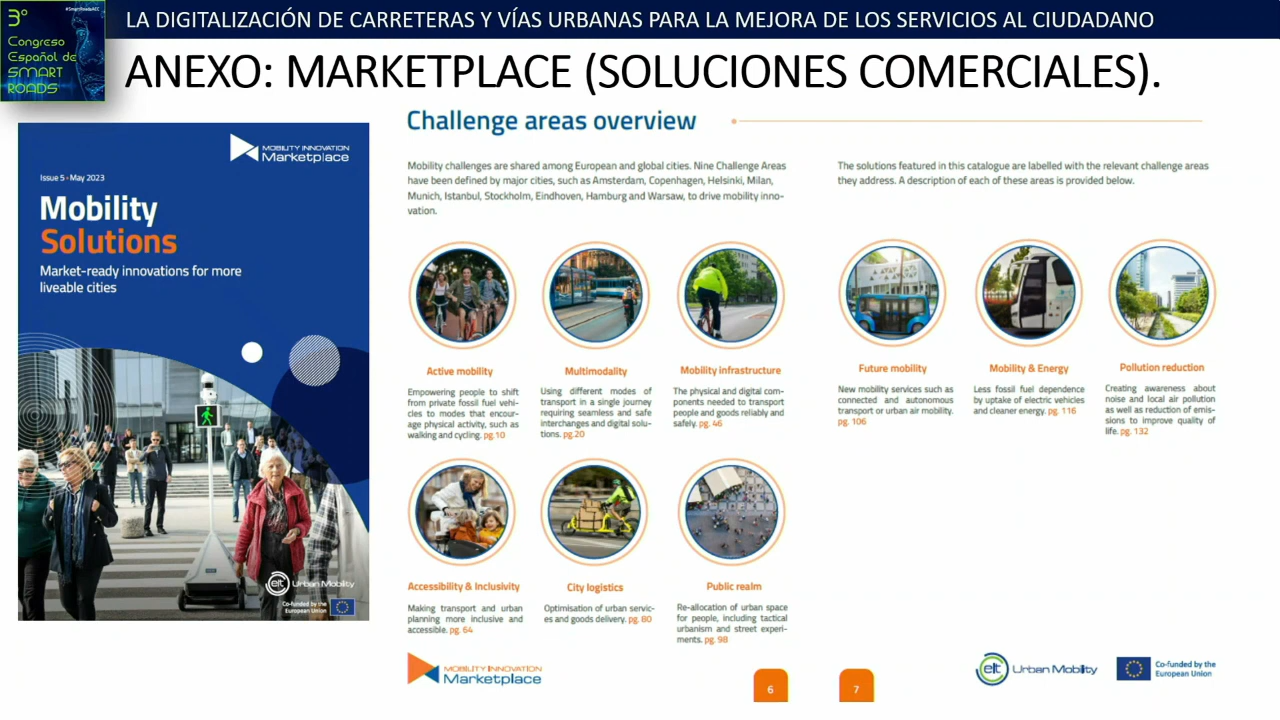 3º
Congreso
Español de
SMART
ROADS
#SmartRoadsAEC
LA DIGITALIZACIÓN DE CARRETERAS Y VÍAS URBANAS PARA LA MEJORA DE LOS SERVICIOS AL CIUDADANO
ANEXO: MARKETPLACE (SOLUCIONES COMERCIALES).
MOBILITY INNOVATION
Marketplace
Issue 5 • May 2023
Mobility
Solutions
Market-ready innovations for more
liveable cities
eit Urban Mobility
Co-funded by the
European Union
Challenge areas overview
Mobility challenges are shared among European and global cities. Nine Challenge Areas
have been defined by major cities, such as Amsterdam, Copenhagen, Helsinki, Milan,
Munich, Istanbul, Stockholm, Eindhoven, Hamburg and Warsaw, to drive mobility inno-
vation.
Active mobility
Empowering people to shift
from private fossil fuel vehi-
cles to modes that encour-
age physical activity, such as
walking and cycling. pg.10
Multimodality
Using different modes of
transport in a single journey
requiring seamless and safe
interchanges and digital solu-
tions. pg.20
Mobility infrastructure
The physical and digital com-
ponents needed to transport
people and goods reliably and
safely. pg. 46
Accessibility & Inclusivity
Making transport and urban
planning more inclusive and
accessible. pg. 64
City logistics
Optimisation of urban servic-
es and goods delivery. pg. 80
Public realm
Re-allocation of urban space
for people, including tactical
urbanism and street experi-
ments. pg. 98
MOBILITY INNOVATION
Marketplace
6
The solutions featured in this catalogue are labelled with the relevant challenge areas
they address. A description of each of these areas is provided below.
Future mobility
New mobility services such as
connected and autonomous
transport or urban air mobility.
pg. 106
Mobility & Energy
Less fossil fuel dependence
by uptake of electric vehicles
and cleaner energy. pg. 116
Pollution reduction
Creating awareness about
noise and local air pollution
as well as reduction of emis-
sions to improve quality of
life. pg. 132
7
eit Urban Mobility
Co-funded by the
European Union